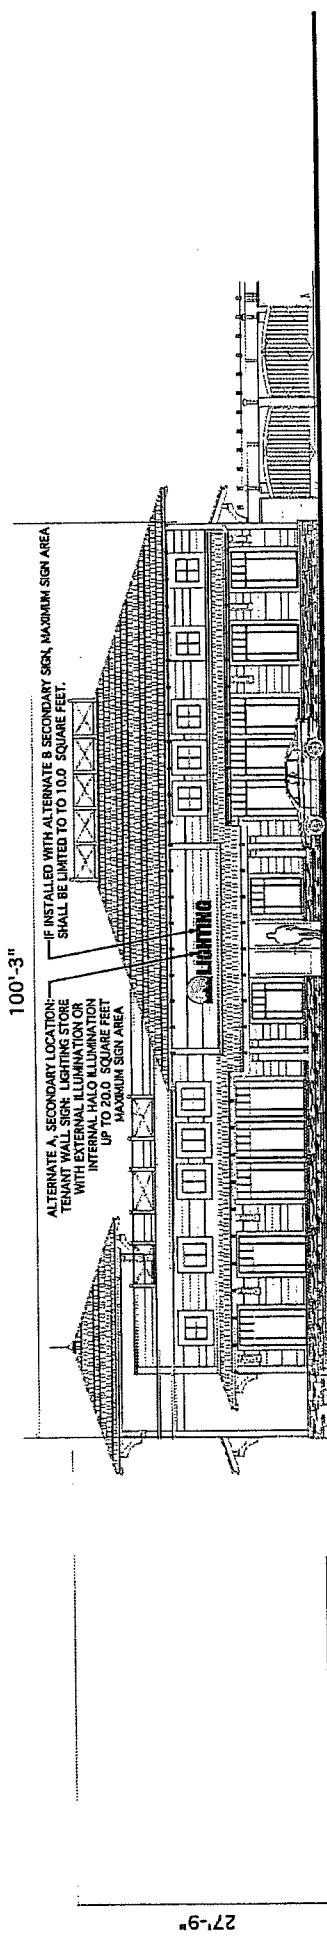 100'-3"
ALTERNATE A, SECONDARY LOCATION:
TENANT WALL SIGN: LIGHTING STORE
WITH EXTERNAL ILLUMINATION OR
INTERNAL HALO ILLUMINATION
UP TO 20.0 SQUARE FEET
MAXIMUM SIGN AREA
IF INSTALLED WITH ALTERNATE B SECONDARY SIGN, MAXIMUM SIGN AREA
SHALL BE LIMITED TO TO 10.0 SQUARE FEET.
LIGHTING
27'-9"